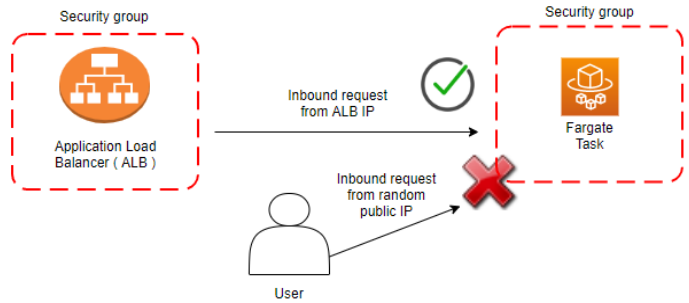 Security group
Security group
Inbound request
from ALB IP
Application Load
Balancer ( ALB )
Fargate
Task
Inbound request
from random
public IP
User